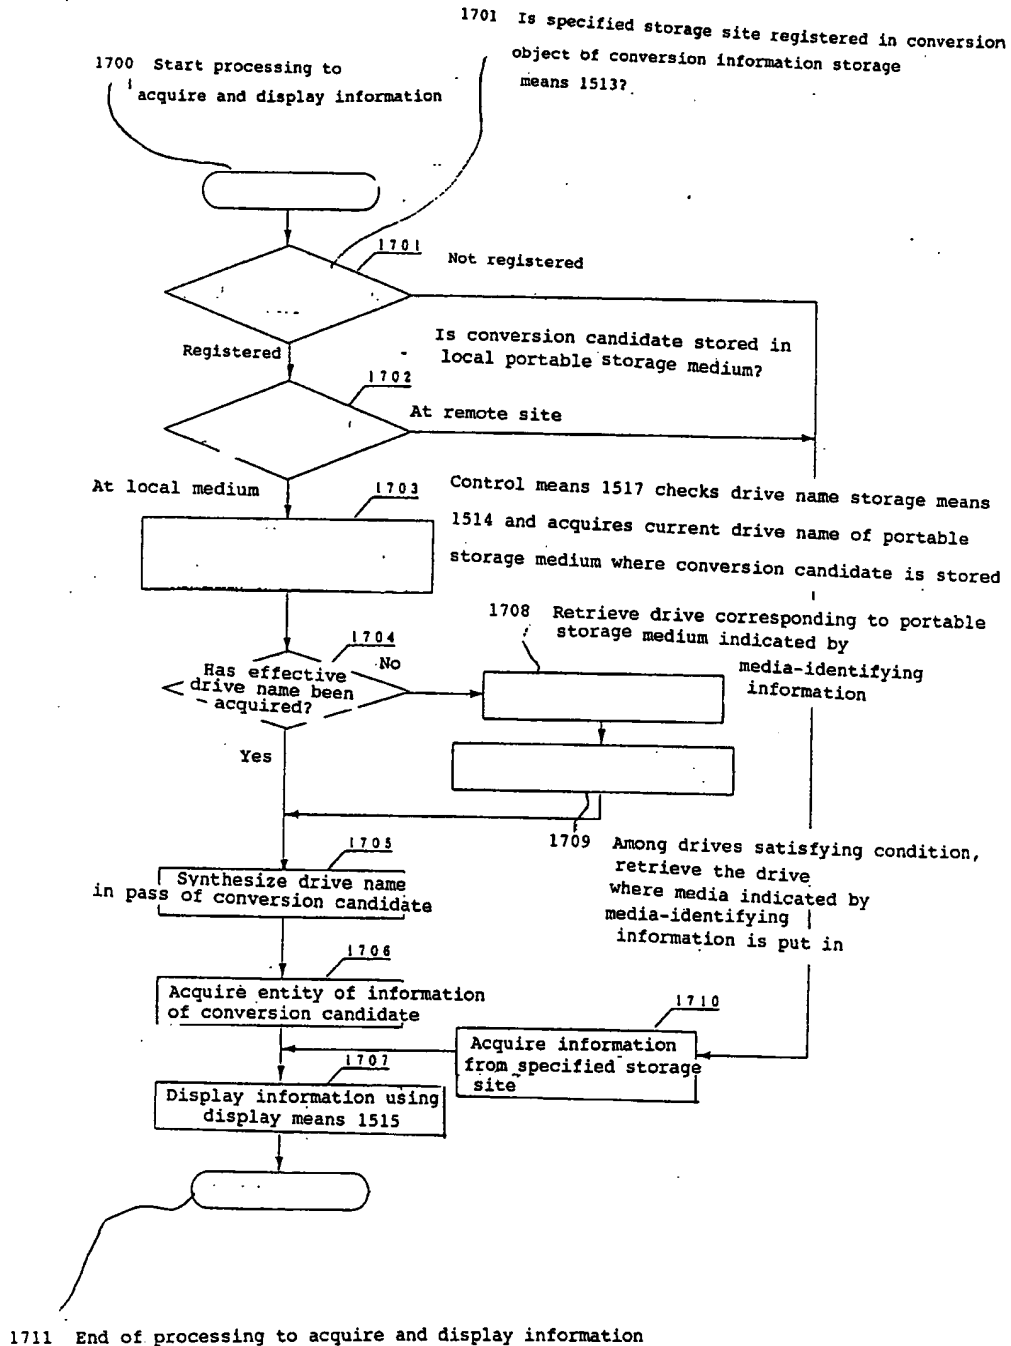 1701 Is specified storage site registered in conversion
object of conversion information storage
means 1513?
1700 Start processing to
acquire and display information
1701
Not registered
Registered
Is conversion candidate stored in
local portable storage medium?
1702
At remote site
At local medium
1703
Control means 1517 checks drive name storage means
1514 and acquires current drive name of portable
storage medium where conversion candidate is stored
1708 Retrieve drive corresponding to portable
storage medium indicated by
media-identifying
information
1704
No
Has effective
drive name been
acquired?
Yes
1709 Among drives satisfying condition,
retrieve the drive
where media indicated by
media-identifying
information is put in
1705
Synthesize drive name
in pass of conversion candidate
1706
Acquire entity of information
of conversion candidate
1710
Acquire information
from specified storage
site
1707
Display information using
display means 1515
1711 End of processing to acquire and display information